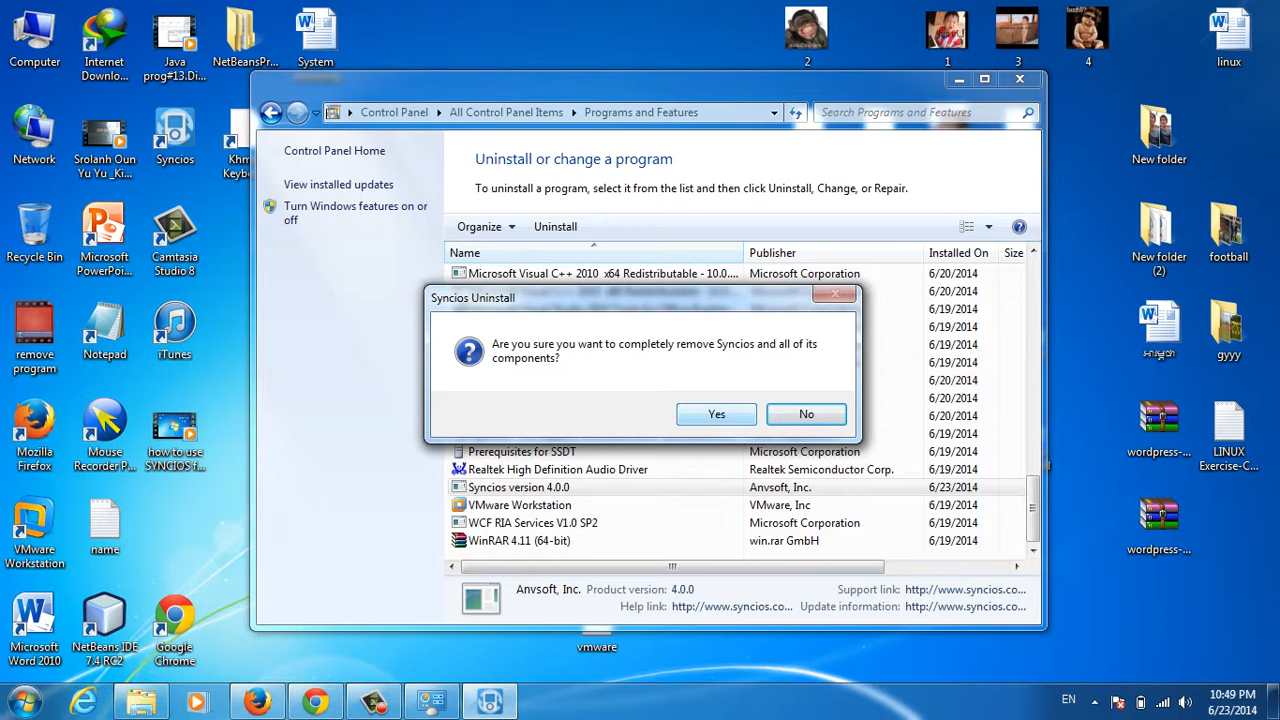 Computer
Internet
Downlo...
Java
prog#13.Di...
NetBeansPr...
System
2
1
3
4
linux
Network
Srolanh Oun
Yu Yu _Ki...
Syncios
Khm
Keybo
New folder
Recycle Bin
Microsoft
PowerPoi...
Camtasia
Studio 8
New folder
(2)
football
remove
program
Notepad
iTunes
gyyy
Mozilla
Firefox
Mouse
Recorder P...
how to use
SYNCIOS f...
wordpress-...
LINUX
Exercise-C...
VMware
Workstation
name
wordpress-...
Microsoft
Word 2010
NetBeans IDE
7.4 RC2
Google
Chrome
vmware
Control Panel
All Control Panel Items
Programs and Features
Search Programs and Features
Control Panel Home
View installed updates
Turn Windows features on or
off
Uninstall or change a program
To uninstall a program, select it from the list and then click Uninstall, Change, or Repair.
Organize
Uninstall
Name Publisher Installed On Size
Microsoft Visual C++ 2010 x64 Redistributable - 10.0.... Microsoft Corporation 6/20/2014
6/20/2014
6/19/2014
6/19/2014
6/19/2014
6/19/2014
6/20/2014
6/20/2014
6/20/2014
6/19/2014
Syncios Uninstall
Are you sure you want to completely remove Syncios and all of its
components?
Yes
No
Prerequisites for SSDT Microsoft Corporation 6/19/2014
Realtek High Definition Audio Driver Realtek Semiconductor Corp. 6/19/2014
Syncios version 4.0.0 Anvsoft, Inc. 6/23/2014
VMware Workstation VMware, Inc 6/19/2014
WCF RIA Services V1.0 SP2 Microsoft Corporation 6/19/2014
WinRAR 4.11 (64-bit) win.rar GmbH 6/19/2014
Anvsoft, Inc. Product version: 4.0.0 Support link: http://www.syncios.co...
Help link: http://www.syncios.co... Update information: http://www.syncios.co...
EN
10:49 PM
6/23/2014